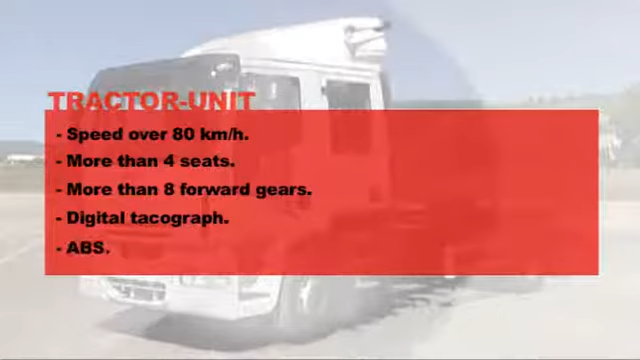 TRACTOR-UNIT
- Speed over 80 km/h.
- More than 4 seats.
- More than 8 forward gears.
- Digital tacograph.
- ABS.